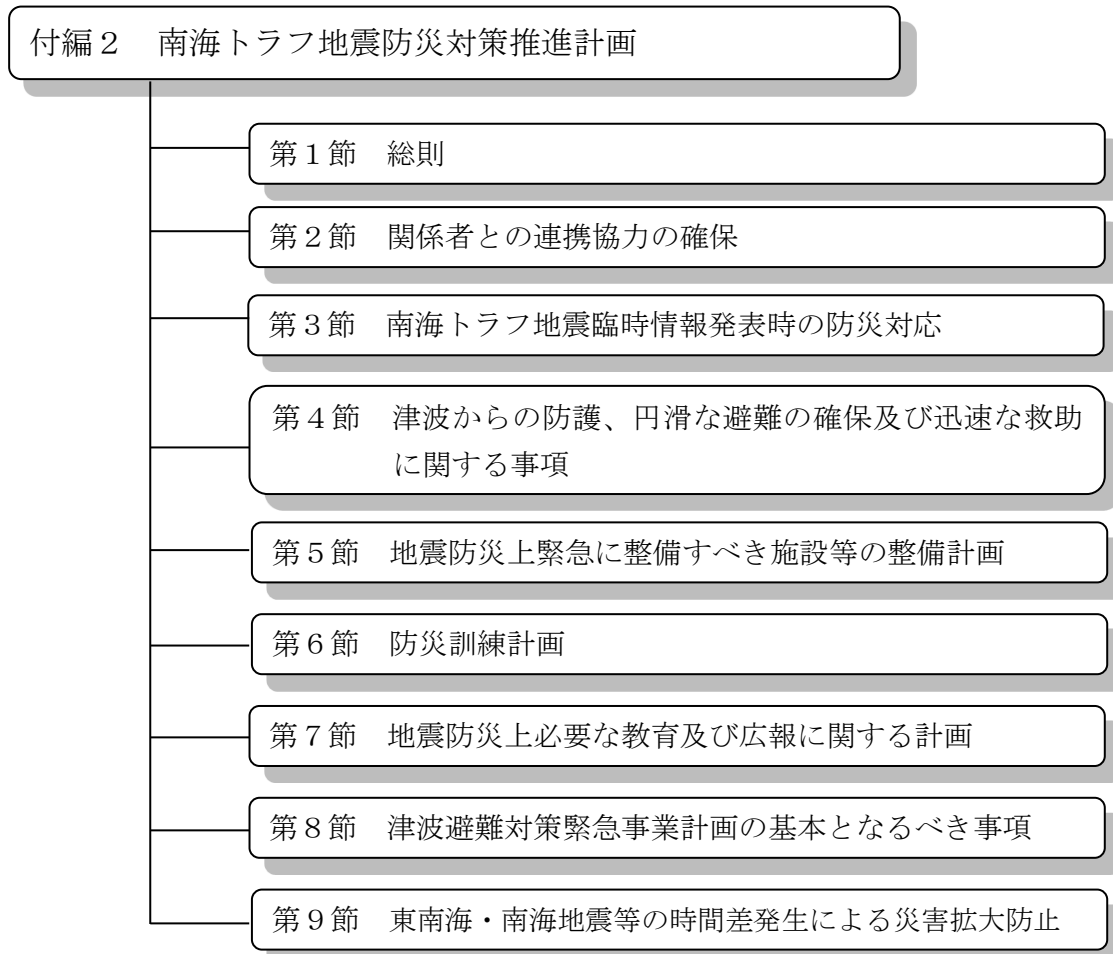 付編２　南海トラフ地震防災対策推進計画
第１節　総則
第２節　関係者との連携協力の確保
第３節　南海トラフ地震臨時情報発表時の防災対応
第４節　津波からの防護、円滑な避難の確保及び迅速な救助
に関する事項
第５節　地震防災上緊急に整備すべき施設等の整備計画
第６節　防災訓練計画
第７節　地震防災上必要な教育及び広報に関する計画
第８節　津波避難対策緊急事業計画の基本となるべき事項
第９節　東南海・南海地震等の時間差発生による災害拡大防止